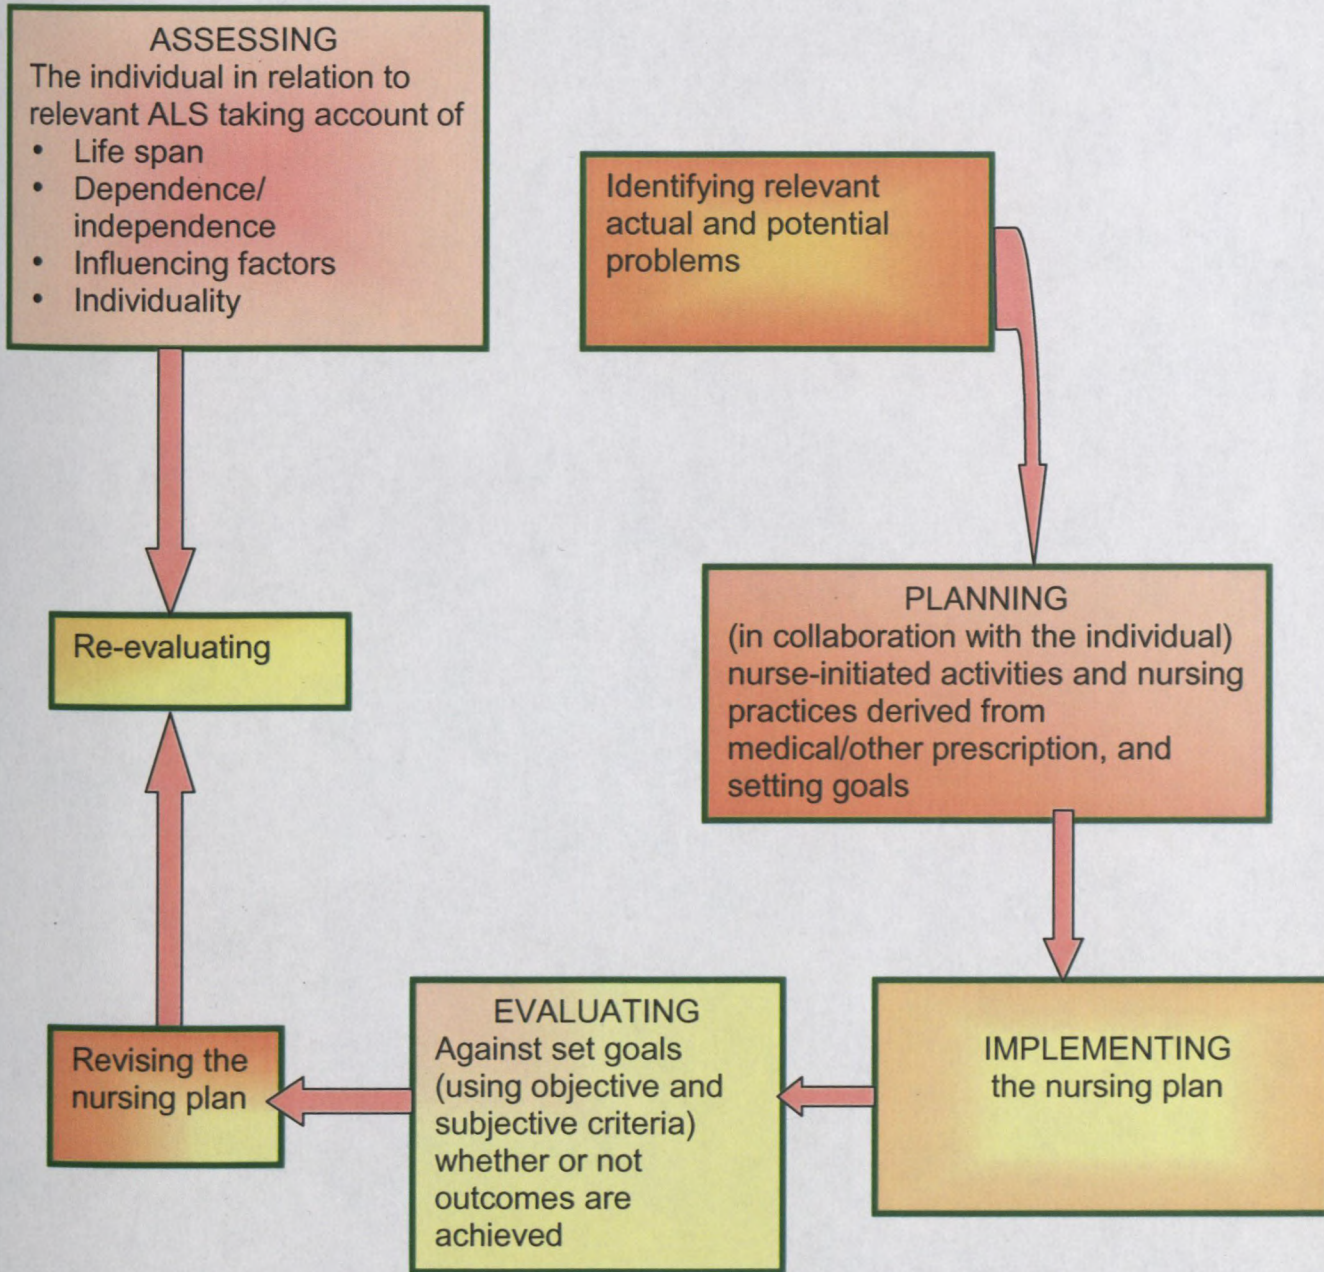 ASSESSING
The individual in relation to
relevant ALS taking account of
• Life span
• Dependence/
independence
• Influencing factors
• Individuality
Identifying relevant
actual and potential
problems
PLANNING
(in collaboration with the individual)
nurse-initiated activities and nursing
practices derived from
medical/other prescription, and
setting goals
IMPLEMENTING
the nursing plan
EVALUATING
Against set goals
(using objective and
subjective criteria)
whether or not
outcomes are
achieved
Revising the
nursing plan
Re-evaluating